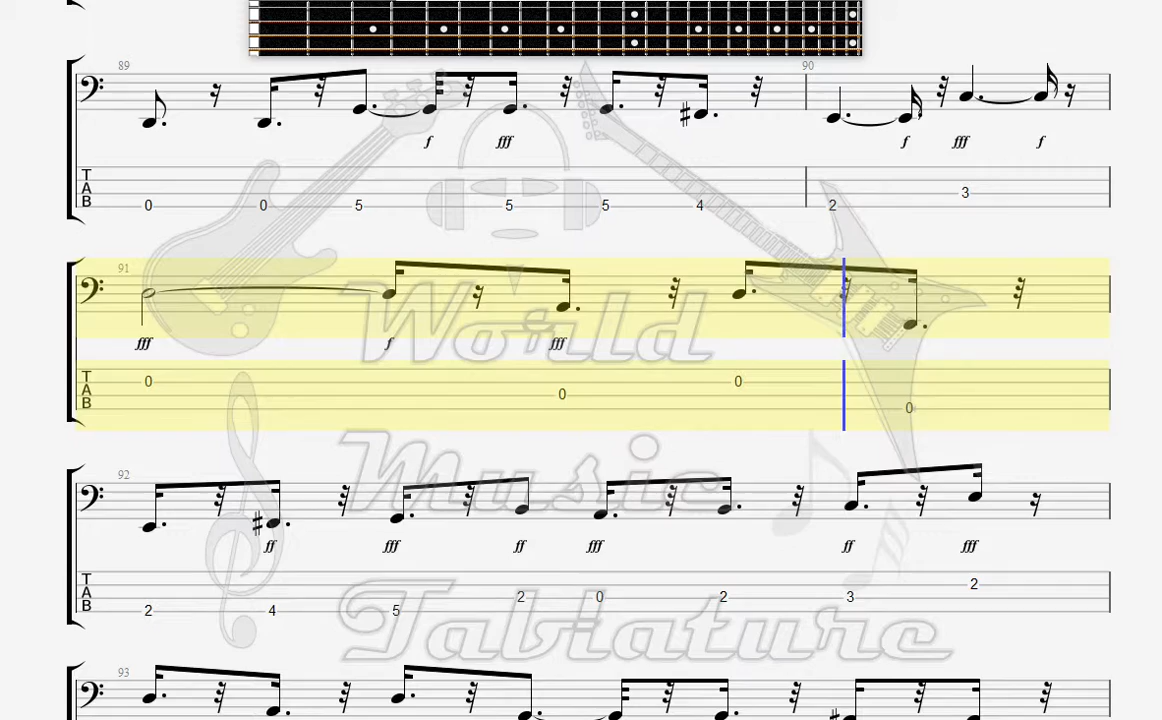 89 90
f fff f fff f
T
A
B
0 0 5 5 5 4 2 3
91
fff f fff
T
A
B
0 0 0 0
World
92
ff fff ff fff ff fff
Music
T
A
B
2 4 5 2 0 2 3 2
Tablature
93